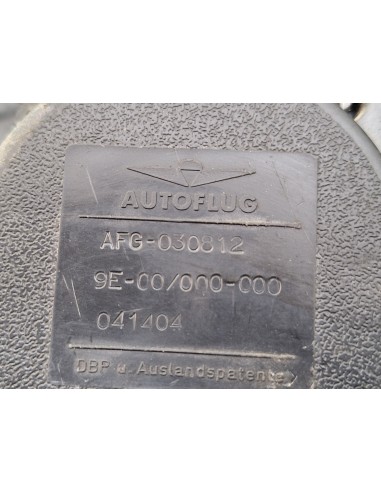 AUTOFLUG
AFG-030812
9E-00/000-000
041404
DBP u. Auslandspatente